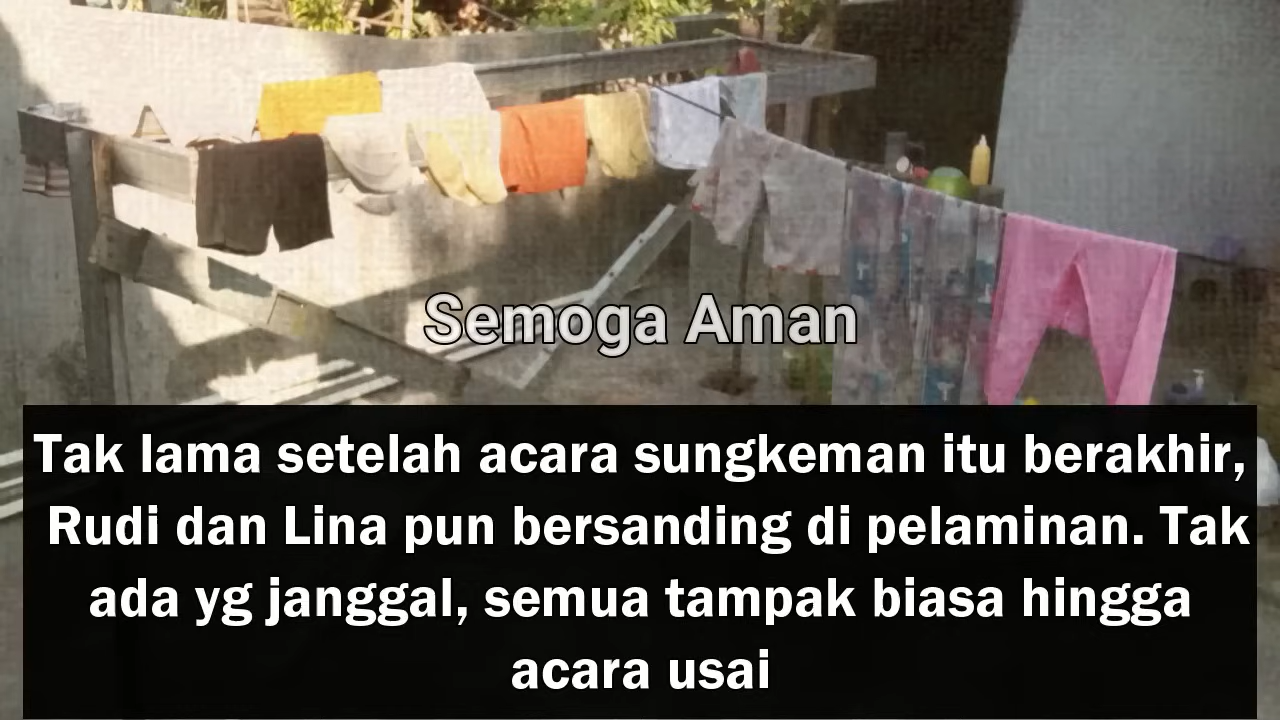 Semoga Aman
Tak lama setelah acara sungkeman itu berakhir,
Rudi dan Lina pun bersanding di pelaminan. Tak
ada yg janggal, semua tampak biasa hingga
acara usai